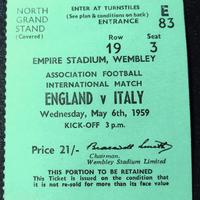 NORTH
GRAND
STAND
(Covered)
ENTER AT TURNSTILES
(See plan & conditions on back)
ENTRANCE
E
83
Row
19
Seat
3
EMPIRE STADIUM, WEMBLEY
ASSOCIATION FOOTBALL
INTERNATIONAL MATCH
ENGLAND v ITALY
Wednesday, May 6th, 1959
KICK-OFF 3 p.m.
Price 21/-
Chairman.
Wembley Stadium Limited
THIS PORTION TO BE RETAINED
This Ticket is issued on the condition that
it is not re-sold for more than its face value